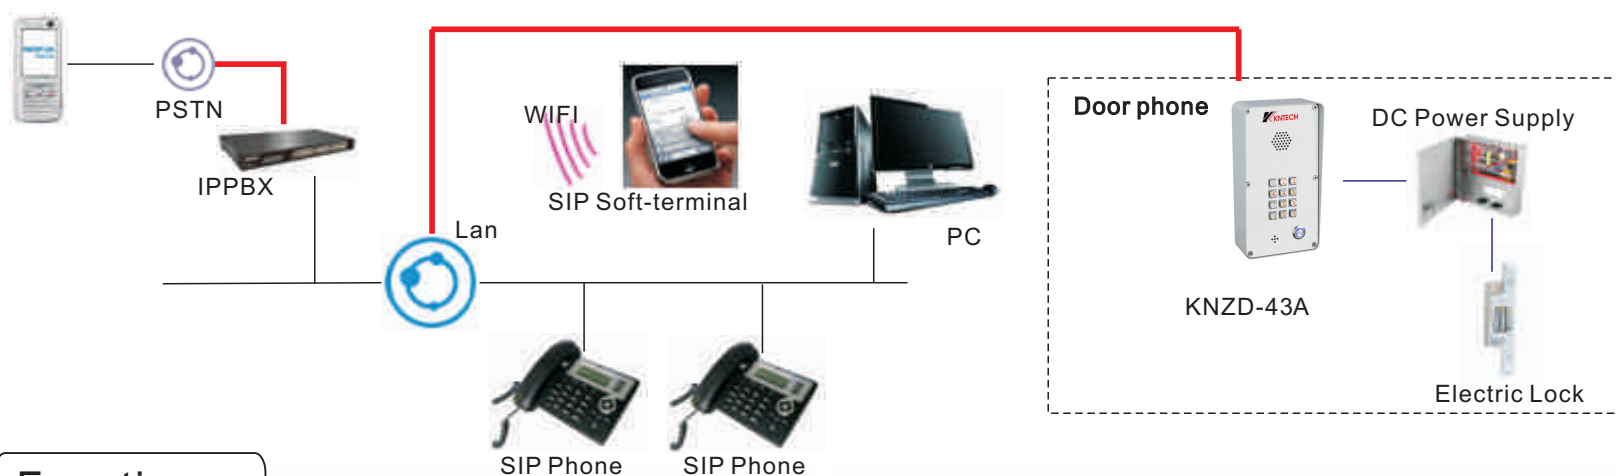 PSTN
IPPBX
Lan
WIFI
SIP Soft-terminal
PC
SIP Phone
SIP Phone
Door phone
KNTECH
KNZD-43A
DC Power Supply
Electric Lock